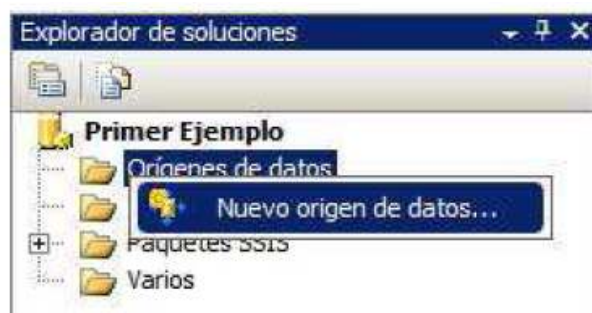 Explorador de soluciones
Primer Ejemplo
Orígenes de datos
Nuevo origen de datos...
Paquetes SSIS
Varios